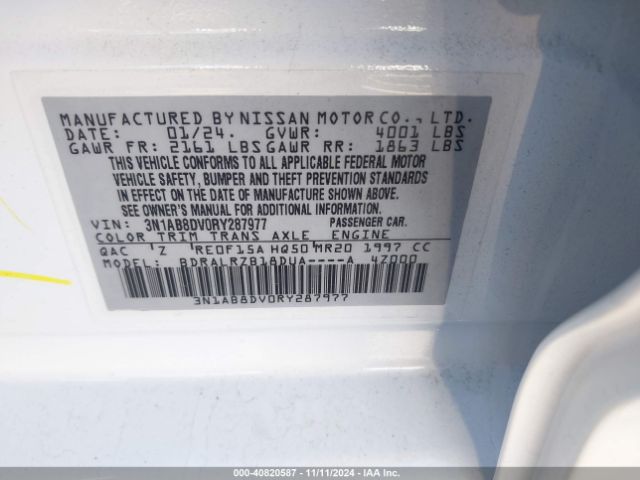 MANUFACTURED BY NISSAN MOTOR CO., LTD.
DATE: 01/24. GVWR: 4001 LBS
GAWR FR: 2161 LBS GAWR RR: 1863 LBS
THIS VEHICLE CONFORMS TO ALL APPLICABLE FEDERAL MOTOR
VEHICLE SAFETY, BUMPER AND THEFT PREVENTION STANDARDS
IN EFFECT ON THE DATE OF MANUFACTURE SHOWN ABOVE.
SEE OWNER'S MANUAL FOR ADDITIONAL INFORMATION.
VIN: 3N1AB8DV0RY287977 PASSENGER CAR.
COLOR TRIM TRANS AXLE ENGINE
QAC Z RE0F15A HQ50 MR20 1997 CC
MODEL: BDRALRZB18DUA----A 4Z000
3N1AB8DV0RY287977
000-40820587 - 11/11/2024 - IAA Inc.